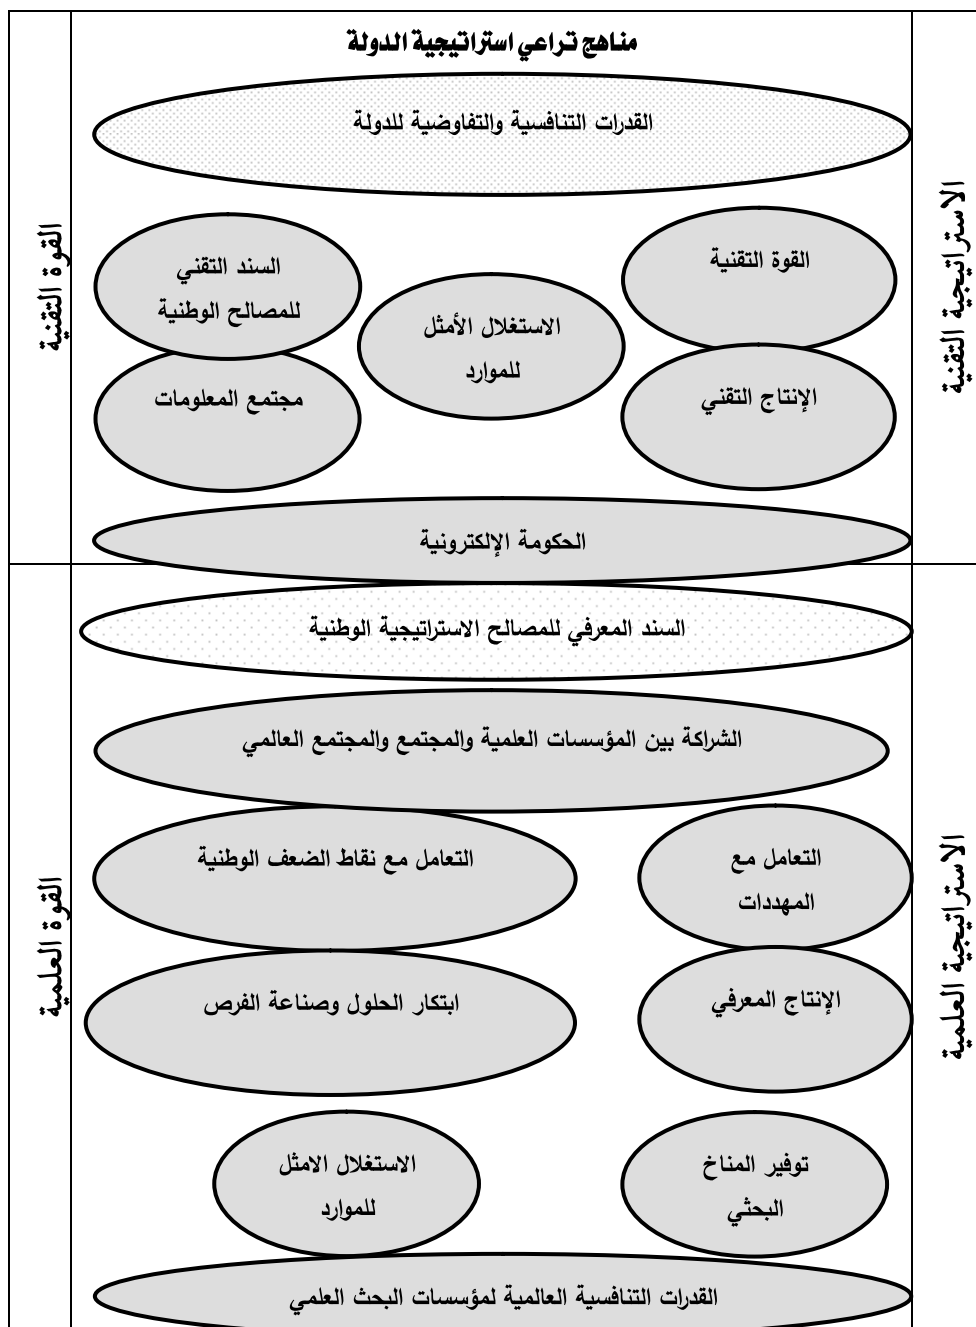 مناهج تراعي استراتيجية الدولة
القدرات التنافسية والتفاوضية للدولة
الاستراتيجية التقنية
القوة التقنية
القوة التقنية
السند التقني
للمصالح الوطنية
الاستغلال الأمثل
للموارد
الإنتاج التقني
مجتمع المعلومات
الحكومة الإلكترونية
السند المعرفي للمصالح الاستراتيجية الوطنية
الشراكة بين المؤسسات العلمية والمجتمع والمجتمع العالمي
الاستراتيجية العلمية
القوة العلمية
التعامل مع
المهددات
التعامل مع نقاط الضعف الوطنية
الإنتاج المعرفي
ابتكار الحلول وصناعة الفرص
توفير المناخ
البحثي
الاستغلال الامثل
للموارد
القدرات التنافسية العالمية لمؤسسات البحث العلمي